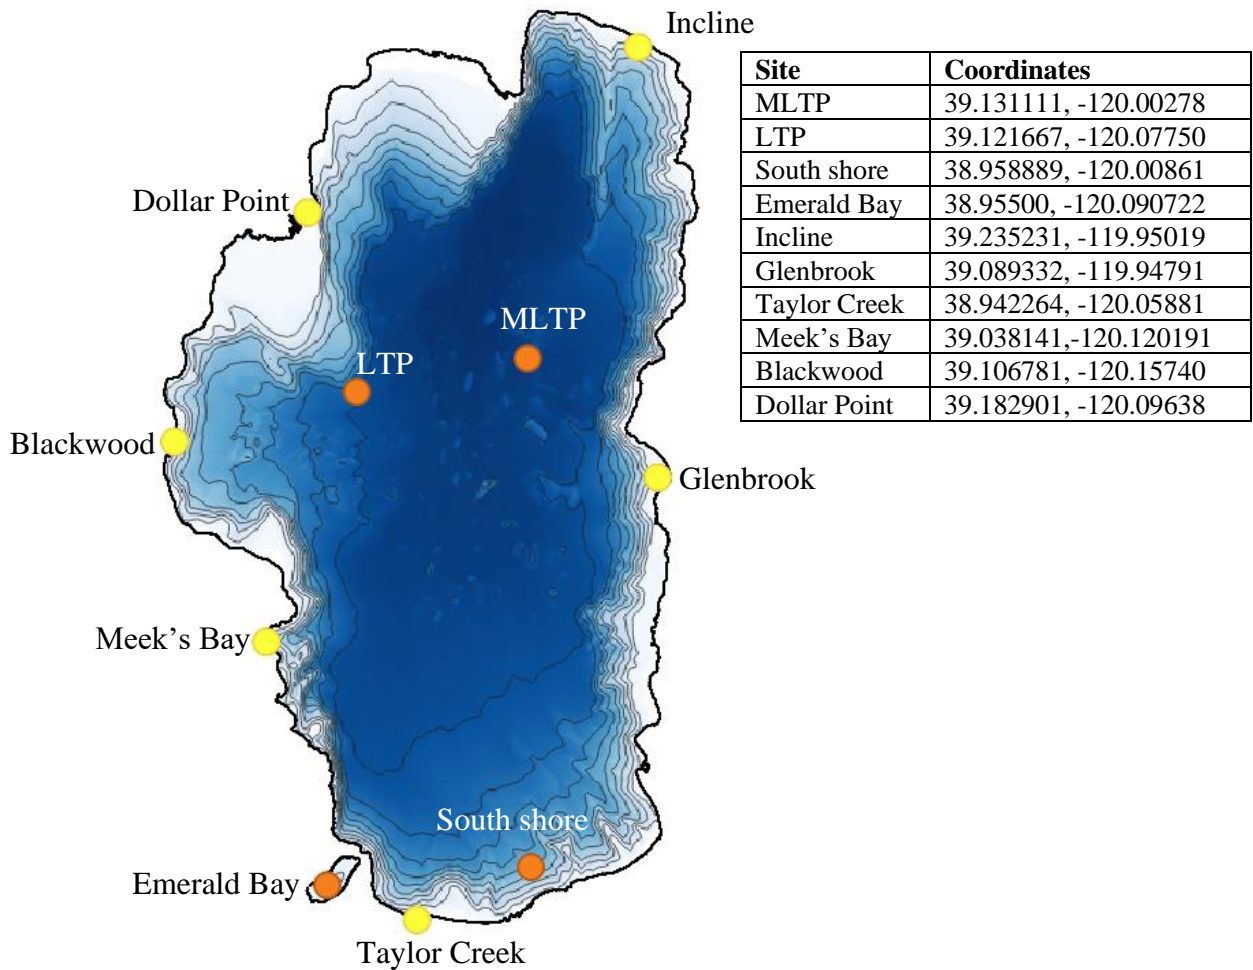 Incline
Site Coordinates
MLTP 39.131111, -120.00278
LTP 39.121667, -120.07750
South shore 38.958889, -120.00861
Emerald Bay 38.95500, -120.090722
Incline 39.235231, -119.95019
Glenbrook 39.089332, -119.94791
Taylor Creek 38.942264, -120.05881
Meek’s Bay 39.038141,-120.120191
Blackwood 39.106781, -120.15740
Dollar Point 39.182901, -120.09638
Dollar Point
MLTP
LTP
Blackwood
Glenbrook
Meek’s Bay
South shore
Emerald Bay
Taylor Creek